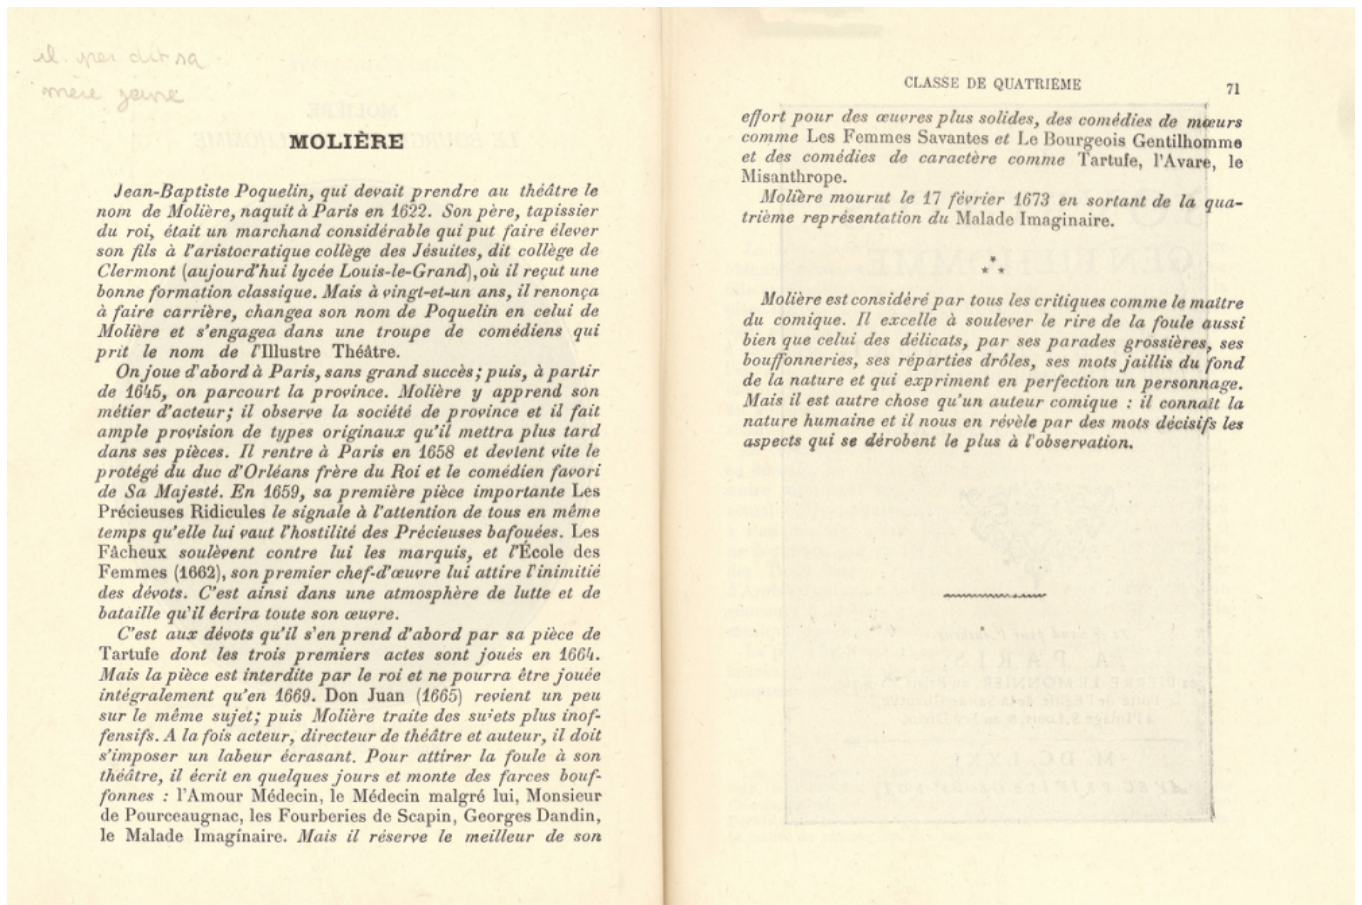 il perdit sa
mère jeune
MOLIÈRE
Jean-Baptiste Poquelin, qui devait prendre au théâtre le
nom de Molière, naquit à Paris en 1622. Son père, tapissier
du roi, était un marchand considérable qui put faire élever
son fils à l'aristocratique collège des Jésuites, dit collège de
Clermont (aujourd'hui lycée Louis-le-Grand), où il reçut une
bonne formation classique. Mais à vingt-et-un ans, il renonça
à faire carrière, changea son nom de Poquelin en celui de
Molière et s'engagea dans une troupe de comédiens qui
prit le nom de l'Illustre Théâtre.
On joue d'abord à Paris, sans grand succès ; puis, à partir
de 1645, on parcourt la province. Molière y apprend son
métier d'acteur ; il observe la société de province et il fait
ample provision de types originaux qu'il mettra plus tard
dans ses pièces. Il rentre à Paris en 1658 et devient vite le
protégé du duc d'Orléans frère du Roi et le comédien favori
de Sa Majesté. En 1659, sa première pièce importante Les
Précieuses Ridicules le signale à l'attention de tous en même
temps qu'elle lui vaut l'hostilité des Précieuses bafouées. Les
Fâcheux soulèvent contre lui les marquis, et l'École des
Femmes (1662), son premier chef-d'œuvre lui attire l'inimitié
des dévots. C'est ainsi dans une atmosphère de lutte et de
bataille qu'il écrira toute son œuvre.
C'est aux dévots qu'il s'en prend d'abord par sa pièce de
Tartufe dont les trois premiers actes sont joués en 1664.
Mais la pièce est interdite par le roi et ne pourra être jouée
intégralement qu'en 1669. Don Juan (1665) revient un peu
sur le même sujet ; puis Molière traite des sujets plus inof-
fensifs. A la fois acteur, directeur de théâtre et auteur, il doit
s'imposer un labeur écrasant. Pour attirer la foule à son
théâtre, il écrit en quelques jours et monte des farces bouf-
fonnes : l'Amour Médecin, le Médecin malgré lui, Monsieur
de Pourceaugnac, les Fourberies de Scapin, Georges Dandin,
le Malade Imaginaire. Mais il réserve le meilleur de son
CLASSE DE QUATRIÈME 71
effort pour des œuvres plus solides, des comédies de mœurs
comme Les Femmes Savantes et Le Bourgeois Gentilhomme
et des comédies de caractère comme Tartufe, l'Avare, le
Misanthrope.
Molière mourut le 17 février 1673 en sortant de la qua-
trième représentation du Malade Imaginaire.
Molière est considéré par tous les critiques comme le maître
du comique. Il excelle à soulever le rire de la foule aussi
bien que celui des délicats, par ses parades grossières, ses
bouffonneries, ses réparties drôles, ses mots jaillis du fond
de la nature et qui expriment en perfection un personnage.
Mais il est autre chose qu'un auteur comique : il connaît la
nature humaine et il nous en révèle par des mots décisifs les
aspects qui se dérobent le plus à l'observation.